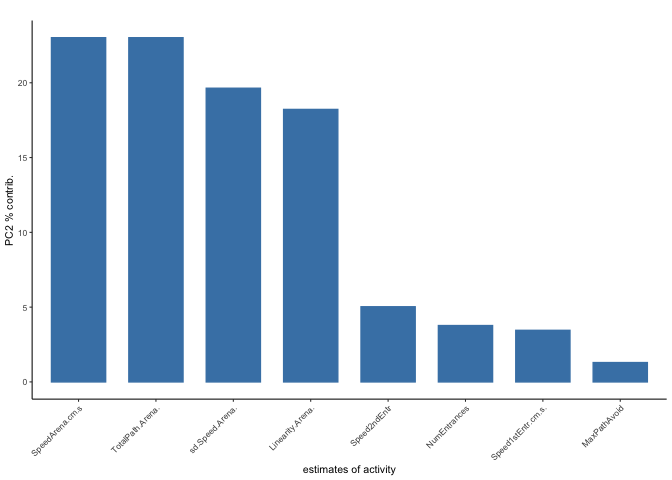 PC2 % contrib.
20
15
10
5
0
SpeedArena.cm.s
TotalPath.Arena.
sd.Speed.Arena.
Linearity.Arena.
Speed2ndEntr
NumEntrances
Speed1stEntr.cm.s.
MaxPathAvoid
estimates of activity